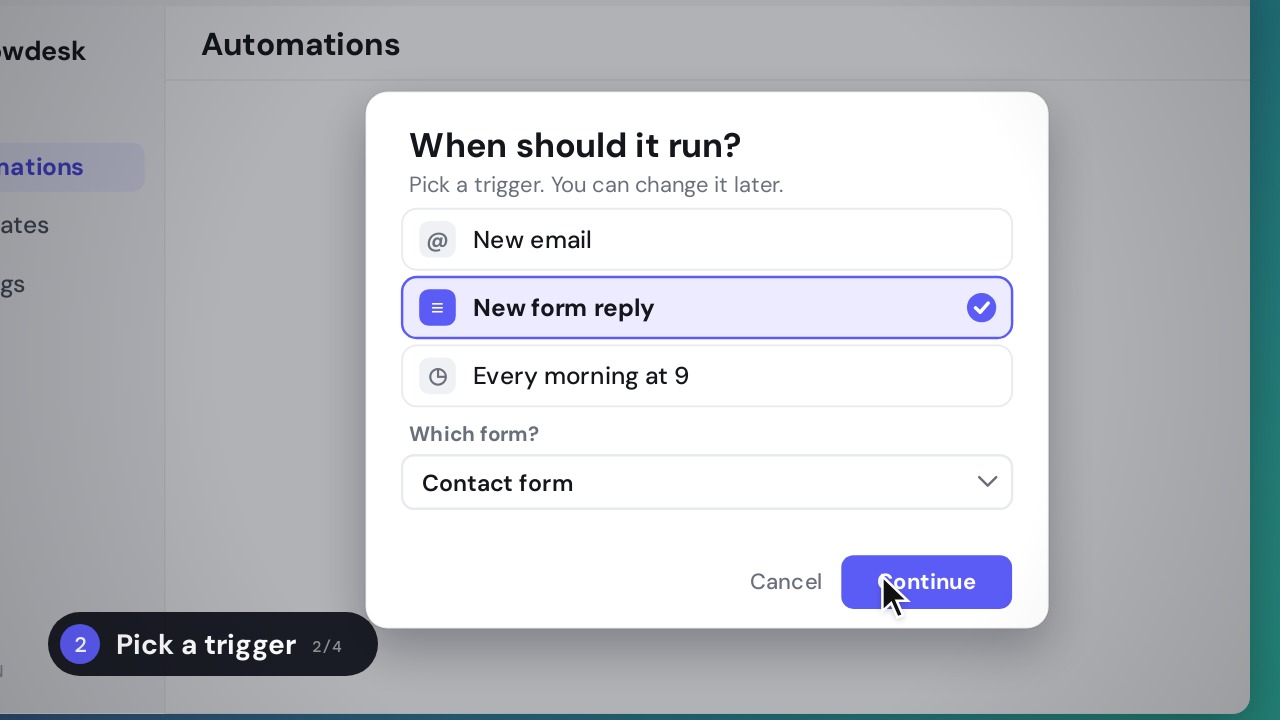 owdesk
Automations
mations
ates
gs
When should it run?
Pick a trigger. You can change it later.
@ New email
New form reply
Every morning at 9
Which form?
Contact form
Cancel
Continue
2 Pick a trigger 2/4